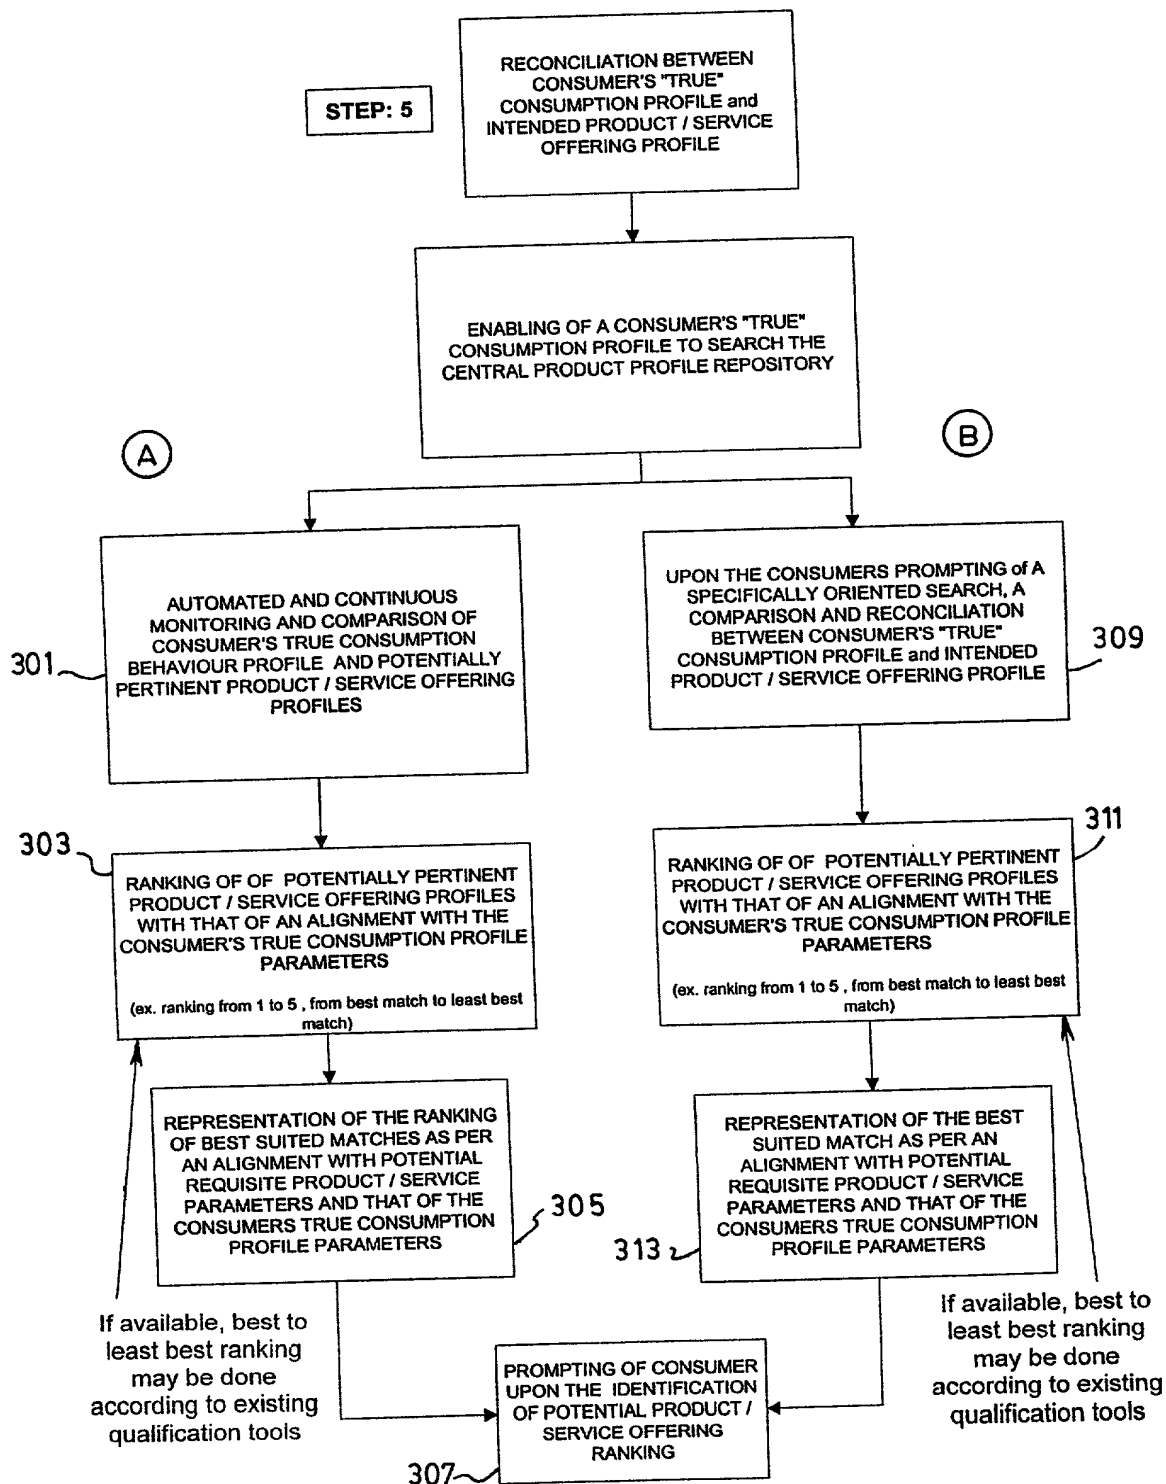 STEP: 5
RECONCILIATION BETWEEN
CONSUMER'S "TRUE"
CONSUMPTION PROFILE and
INTENDED PRODUCT / SERVICE
OFFERING PROFILE
ENABLING OF A CONSUMER'S "TRUE"
CONSUMPTION PROFILE TO SEARCH THE
CENTRAL PRODUCT PROFILE REPOSITORY
A
B
AUTOMATED AND CONTINUOUS
MONITORING AND COMPARISON OF
CONSUMER'S TRUE CONSUMPTION
BEHAVIOUR PROFILE AND POTENTIALLY
PERTINENT PRODUCT / SERVICE OFFERING
PROFILES
301
UPON THE CONSUMERS PROMPTING of A
SPECIFICALLY ORIENTED SEARCH, A
COMPARISON AND RECONCILIATION
BETWEEN CONSUMER'S "TRUE"
CONSUMPTION PROFILE and INTENDED
PRODUCT / SERVICE OFFERING PROFILE
309
303
RANKING OF OF POTENTIALLY PERTINENT
PRODUCT / SERVICE OFFERING PROFILES
WITH THAT OF AN ALIGNMENT WITH THE
CONSUMER'S TRUE CONSUMPTION PROFILE
PARAMETERS
(ex. ranking from 1 to 5 , from best match to least best
match)
311
RANKING OF OF POTENTIALLY PERTINENT
PRODUCT / SERVICE OFFERING PROFILES
WITH THAT OF AN ALIGNMENT WITH THE
CONSUMER'S TRUE CONSUMPTION PROFILE
PARAMETERS
(ex. ranking from 1 to 5 , from best match to least best
match)
REPRESENTATION OF THE RANKING
OF BEST SUITED MATCHES AS PER
AN ALIGNMENT WITH POTENTIAL
REQUISITE PRODUCT / SERVICE
PARAMETERS AND THAT OF THE
CONSUMERS TRUE CONSUMPTION
PROFILE PARAMETERS
305
REPRESENTATION OF THE BEST
SUITED MATCH AS PER AN
ALIGNMENT WITH POTENTIAL
REQUISITE PRODUCT / SERVICE
PARAMETERS AND THAT OF THE
CONSUMERS TRUE CONSUMPTION
PROFILE PARAMETERS
313
If available, best to
least best ranking
may be done
according to existing
qualification tools
PROMPTING OF CONSUMER
UPON THE IDENTIFICATION
OF POTENTIAL PRODUCT /
SERVICE OFFERING
RANKING
307
If available, best to
least best ranking
may be done
according to existing
qualification tools